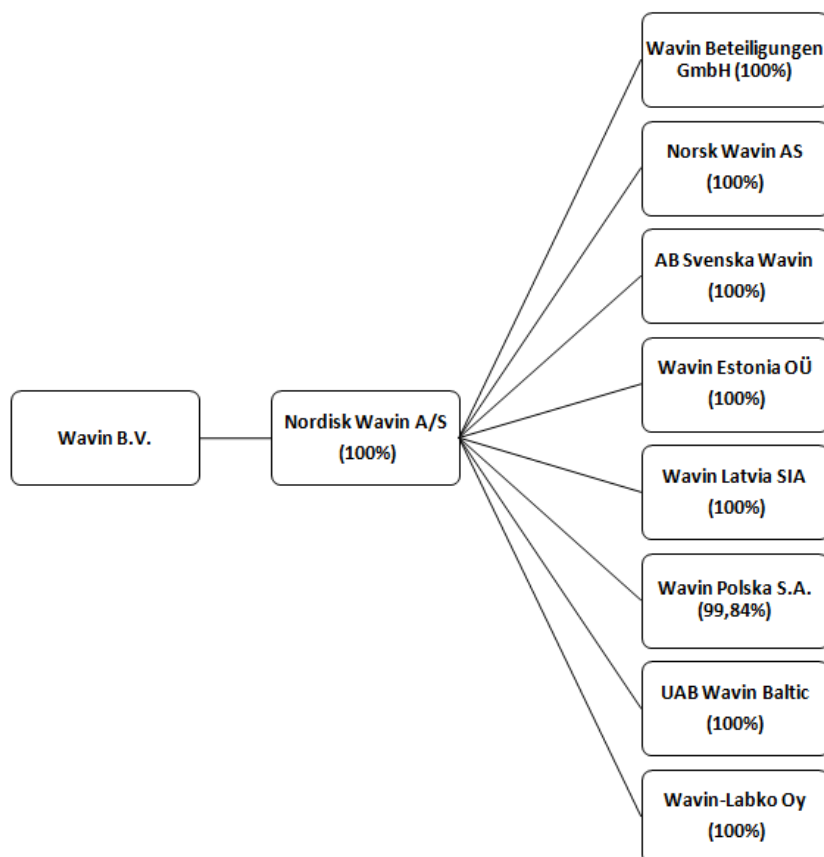 Wavin Beteiligungen
GmbH (100%)
Norsk Wavin AS
(100%)
AB Svenska Wavin
(100%)
Wavin Estonia OÜ
(100%)
Wavin B.V.
Nordisk Wavin A/S
(100%)
Wavin Latvia SIA
(100%)
Wavin Polska S.A.
(99,84%)
UAB Wavin Baltic
(100%)
Wavin-Labko Oy
(100%)